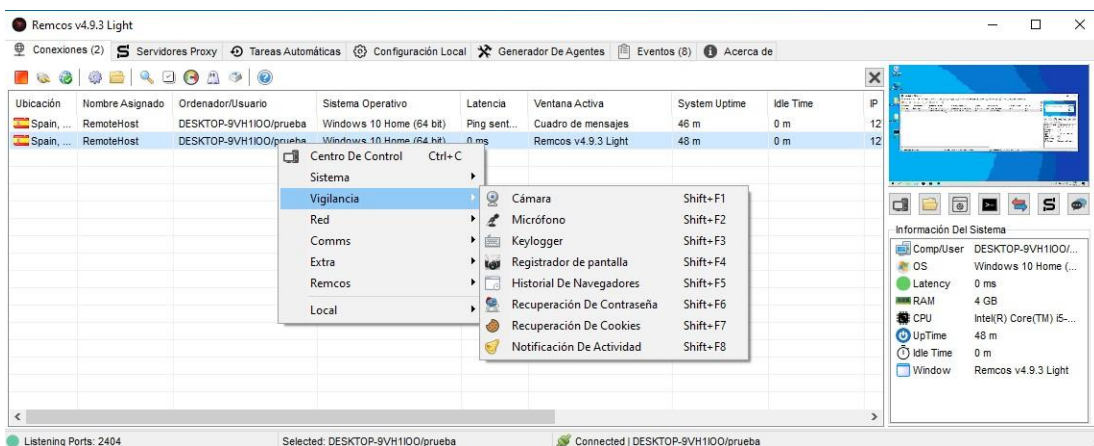 Remcos v4.9.3 Light
Conexiones (2) Servidores Proxy Tareas Automáticas Configuración Local Generador De Agentes Eventos (8) Acerca de
Ubicación Nombre Asignado Ordenador/Usuario Sistema Operativo Latencia Ventana Activa System Uptime Idle Time IP
Spain, ... RemoteHost DESKTOP-9VH1IOO/prueba Windows 10 Home (64 bit) Ping sent... Cuadro de mensajes 46 m 0 m 12
Spain, ... RemoteHost DESKTOP-9VH1IOO/prueba Windows 10 Home (64 bit) 0 ms Remcos v4.9.3 Light 48 m 0 m 12
Centro De Control Ctrl+C
Sistema
Vigilancia
Red
Comms
Extra
Remcos
Local
Cámara Shift+F1
Micrófono Shift+F2
Keylogger Shift+F3
Registrador de pantalla Shift+F4
Historial De Navegadores Shift+F5
Recuperación De Contraseña Shift+F6
Recuperación De Cookies Shift+F7
Notificación De Actividad Shift+F8
Información Del Sistema
Comp/User DESKTOP-9VH1IOO/...
OS Windows 10 Home (...
Latency 0 ms
RAM 4 GB
CPU Intel(R) Core(TM) i5-...
UpTime 48 m
Idle Time 0 m
Window Remcos v4.9.3 Light
Listening Ports: 2404 Selected: DESKTOP-9VH1IOO/prueba Connected | DESKTOP-9VH1IOO/prueba